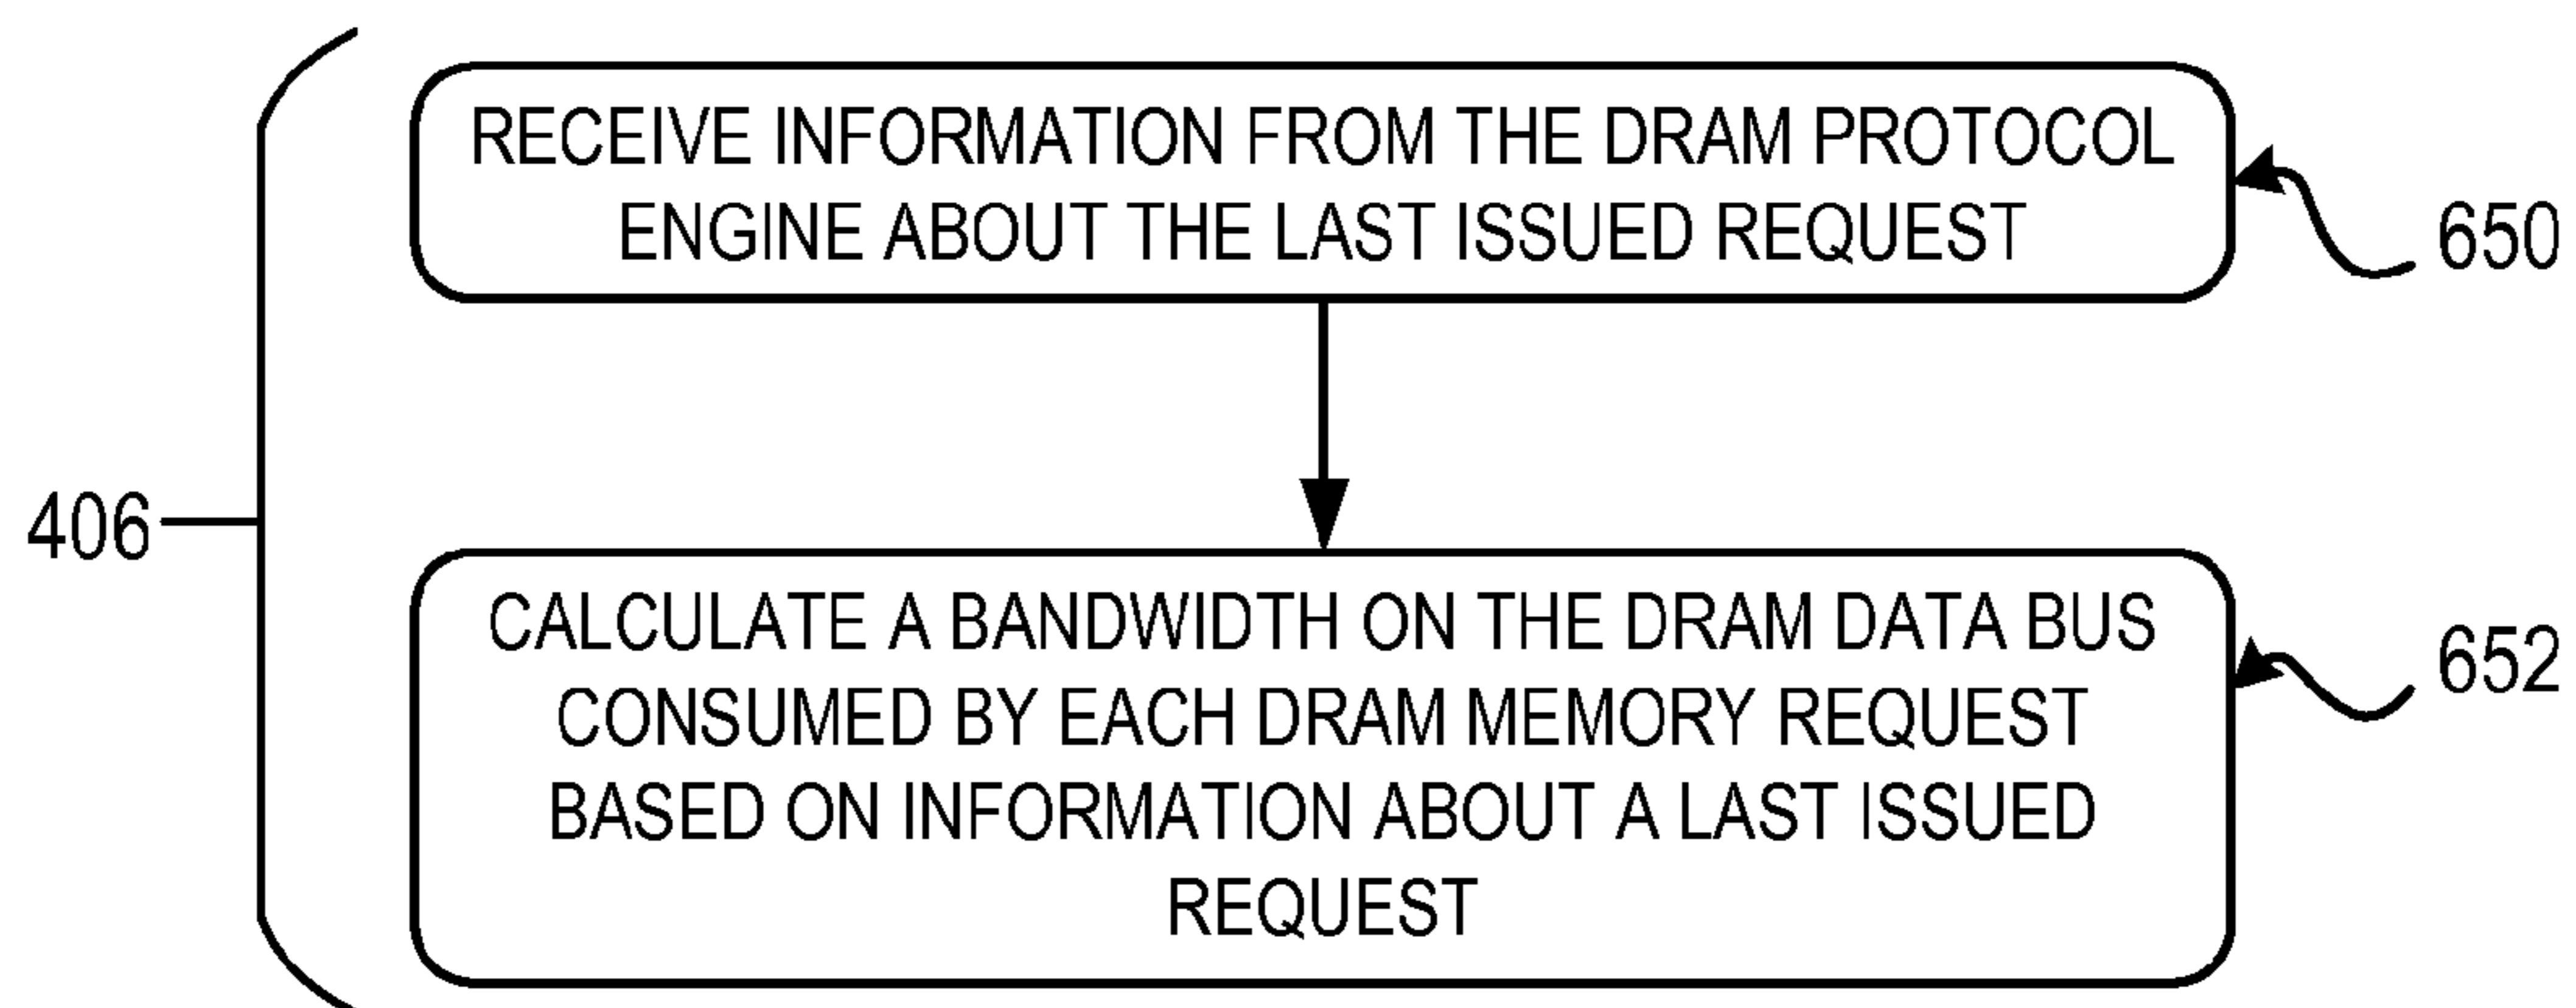 RECEIVE INFORMATION FROM THE DRAM PROTOCOL
ENGINE ABOUT THE LAST ISSUED REQUEST
650
406
CALCULATE A BANDWIDTH ON THE DRAM DATA BUS
CONSUMED BY EACH DRAM MEMORY REQUEST
BASED ON INFORMATION ABOUT A LAST ISSUED
REQUEST
652